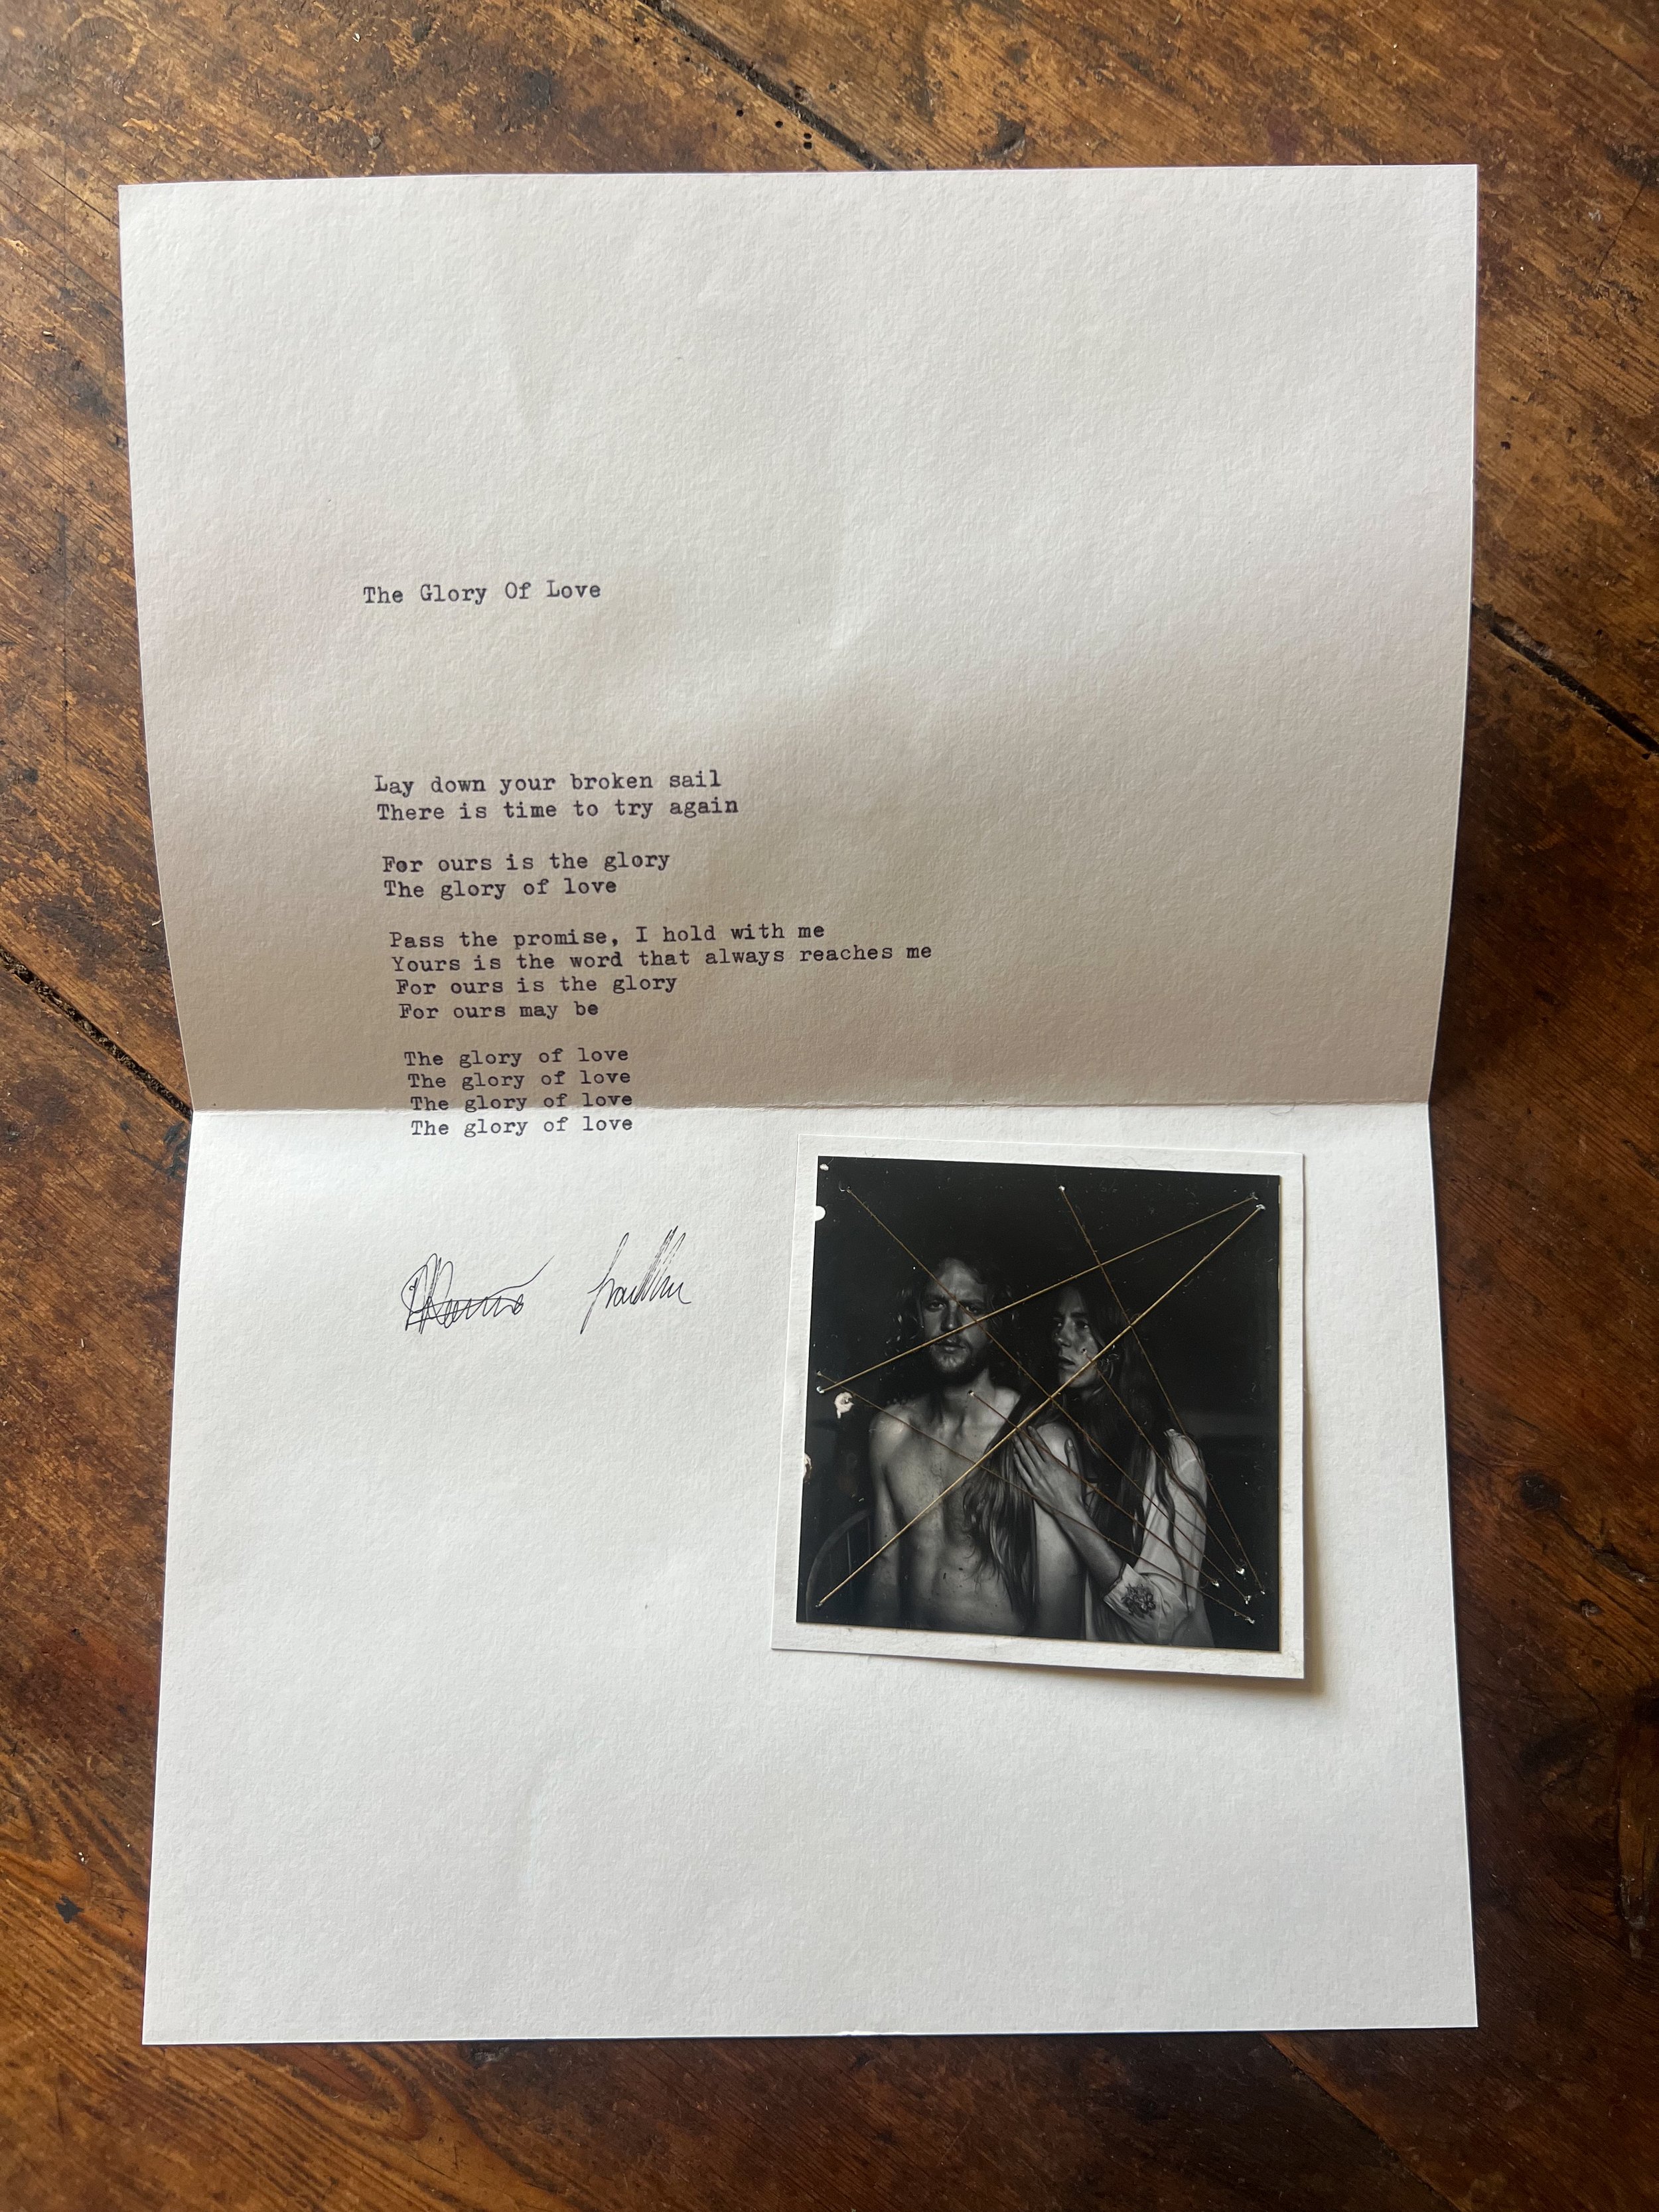 The Glory Of Love
Lay down your broken sail
There is time to try again
For ours is the glory
The glory of love
Pass the promise, I hold with me
Yours is the word that always reaches me
For ours is the glory
For ours may be
The glory of love
The glory of love
The glory of love
The glory of love